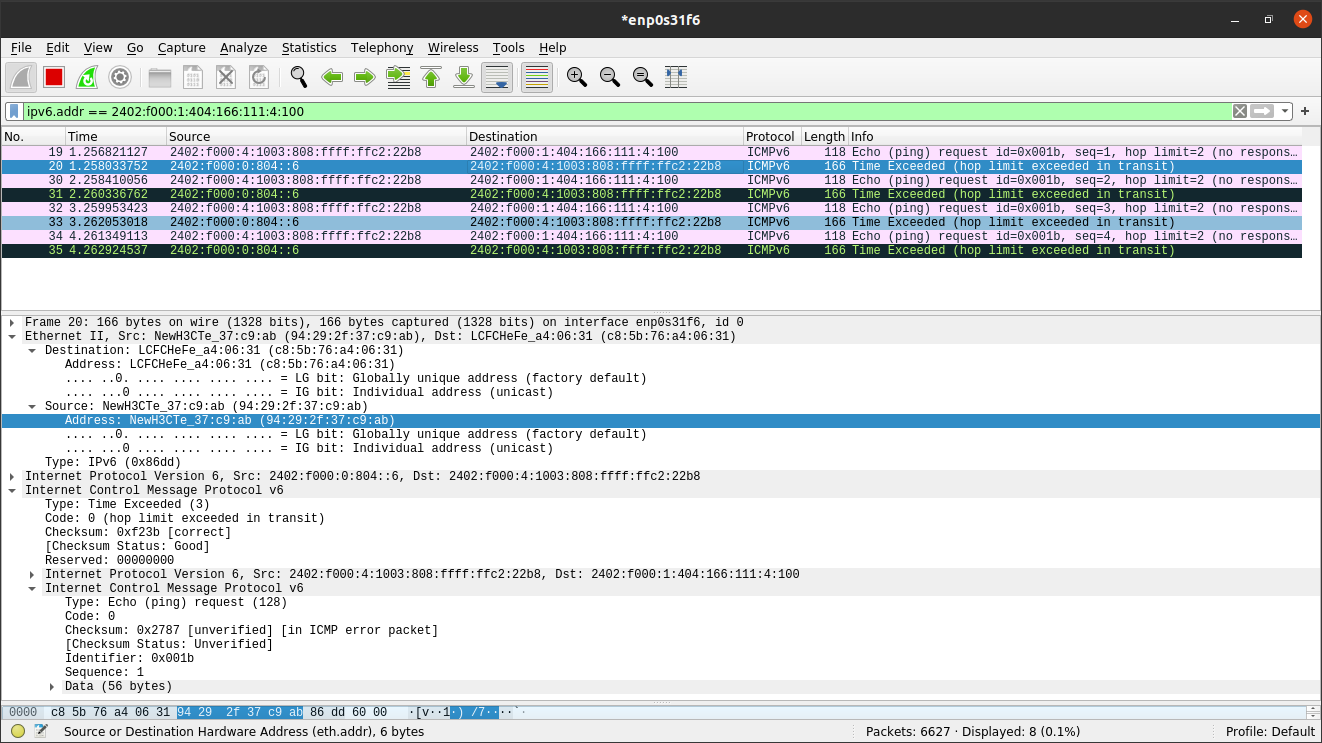 *enp0s31f6
File Edit View Go Capture Analyze Statistics Telephony Wireless Tools Help
ipv6.addr == 2402:f000:1:404:166:111:4:100
No. Time Source Destination Protocol Length Info
19 1.256821127 2402:f000:4:1003:808:ffff:ffc2:22b8 2402:f000:1:404:166:111:4:100 ICMPv6 118 Echo (ping) request id=0x001b, seq=1, hop limit=2 (no respons…
20 1.258033752 2402:f000:0:804::6 2402:f000:4:1003:808:ffff:ffc2:22b8 ICMPv6 166 Time Exceeded (hop limit exceeded in transit)
30 2.258410056 2402:f000:4:1003:808:ffff:ffc2:22b8 2402:f000:1:404:166:111:4:100 ICMPv6 118 Echo (ping) request id=0x001b, seq=2, hop limit=2 (no respons…
31 2.260336762 2402:f000:0:804::6 2402:f000:4:1003:808:ffff:ffc2:22b8 ICMPv6 166 Time Exceeded (hop limit exceeded in transit)
32 3.259953423 2402:f000:4:1003:808:ffff:ffc2:22b8 2402:f000:1:404:166:111:4:100 ICMPv6 118 Echo (ping) request id=0x001b, seq=3, hop limit=2 (no respons…
33 3.262053018 2402:f000:0:804::6 2402:f000:4:1003:808:ffff:ffc2:22b8 ICMPv6 166 Time Exceeded (hop limit exceeded in transit)
34 4.261349113 2402:f000:4:1003:808:ffff:ffc2:22b8 2402:f000:1:404:166:111:4:100 ICMPv6 118 Echo (ping) request id=0x001b, seq=4, hop limit=2 (no respons…
35 4.262924537 2402:f000:0:804::6 2402:f000:4:1003:808:ffff:ffc2:22b8 ICMPv6 166 Time Exceeded (hop limit exceeded in transit)
Frame 20: 166 bytes on wire (1328 bits), 166 bytes captured (1328 bits) on interface enp0s31f6, id 0
Ethernet II, Src: NewH3CTe_37:c9:ab (94:29:2f:37:c9:ab), Dst: LCFCHeFe_a4:06:31 (c8:5b:76:a4:06:31)
Destination: LCFCHeFe_a4:06:31 (c8:5b:76:a4:06:31)
Address: LCFCHeFe_a4:06:31 (c8:5b:76:a4:06:31)
.... ..0. .... .... .... .... = LG bit: Globally unique address (factory default)
.... ...0 .... .... .... .... = IG bit: Individual address (unicast)
Source: NewH3CTe_37:c9:ab (94:29:2f:37:c9:ab)
Address: NewH3CTe_37:c9:ab (94:29:2f:37:c9:ab)
.... ..0. .... .... .... .... = LG bit: Globally unique address (factory default)
.... ...0 .... .... .... .... = IG bit: Individual address (unicast)
Type: IPv6 (0x86dd)
Internet Protocol Version 6, Src: 2402:f000:0:804::6, Dst: 2402:f000:4:1003:808:ffff:ffc2:22b8
Internet Control Message Protocol v6
Type: Time Exceeded (3)
Code: 0 (hop limit exceeded in transit)
Checksum: 0xf23b [correct]
[Checksum Status: Good]
Reserved: 00000000
Internet Protocol Version 6, Src: 2402:f000:4:1003:808:ffff:ffc2:22b8, Dst: 2402:f000:1:404:166:111:4:100
Internet Control Message Protocol v6
Type: Echo (ping) request (128)
Code: 0
Checksum: 0x2787 [unverified] [in ICMP error packet]
[Checksum Status: Unverified]
Identifier: 0x001b
Sequence: 1
Data (56 bytes)
0000 c8 5b 76 a4 06 31 94 29 2f 37 c9 ab 86 dd 60 00 ·[v··1·) /7····`·
Source or Destination Hardware Address (eth.addr), 6 bytes Packets: 6627 · Displayed: 8 (0.1%) Profile: Default